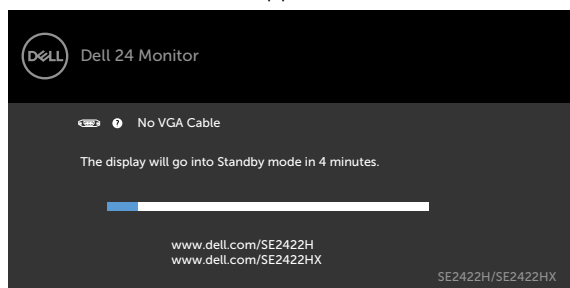 DELL
Dell 24 Monitor
? No VGA Cable
The display will go into Standby mode in 4 minutes.
www.dell.com/SE2422H
www.dell.com/SE2422HX
SE2422H/SE2422HX